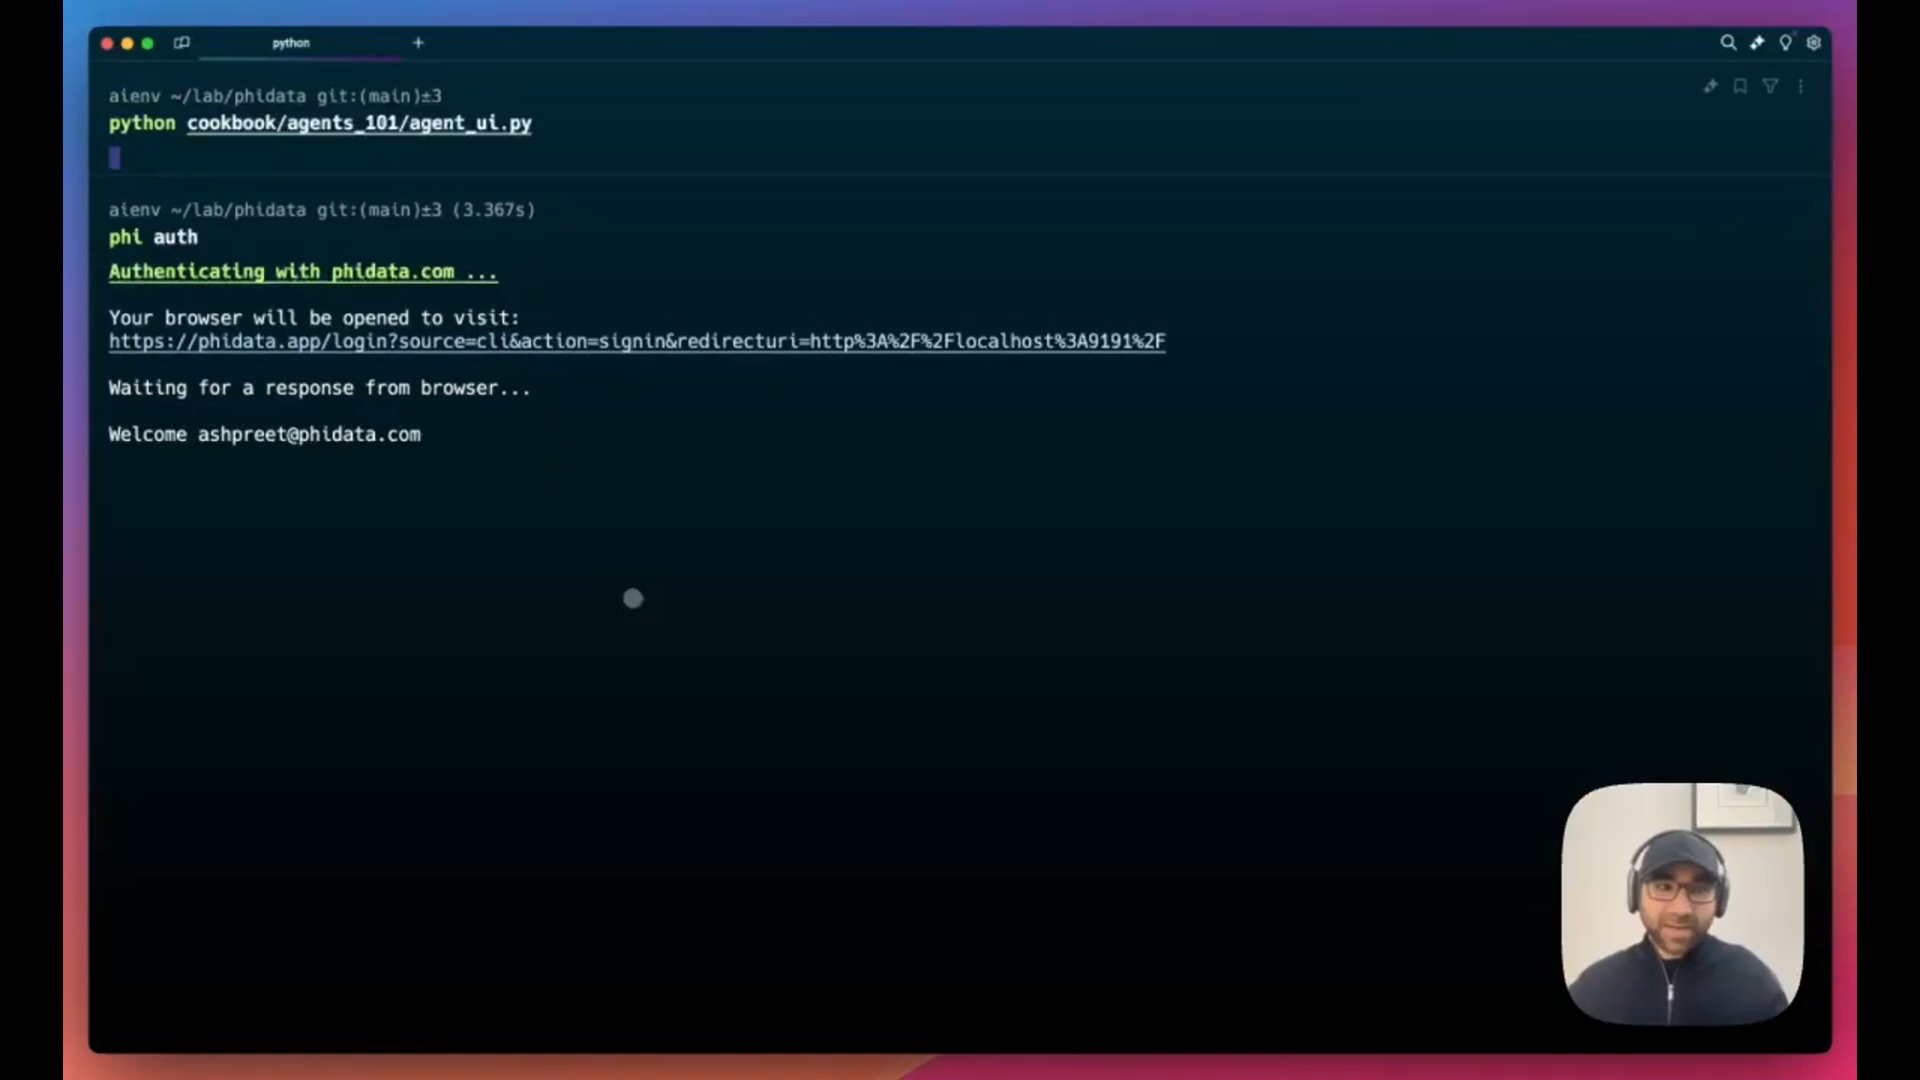 python
aienv ~/lab/phidata git:(main)±3
python cookbook/agents_101/agent_ui.py
aienv ~/lab/phidata git:(main)±3 (3.367s)
phi auth
Authenticating with phidata.com ...
Your browser will be opened to visit:
https://phidata.app/login?source=cli&action=signin&redirecturi=http%3A%2F%2Flocalhost%3A9191%2F
Waiting for a response from browser...
Welcome ashpreet@phidata.com